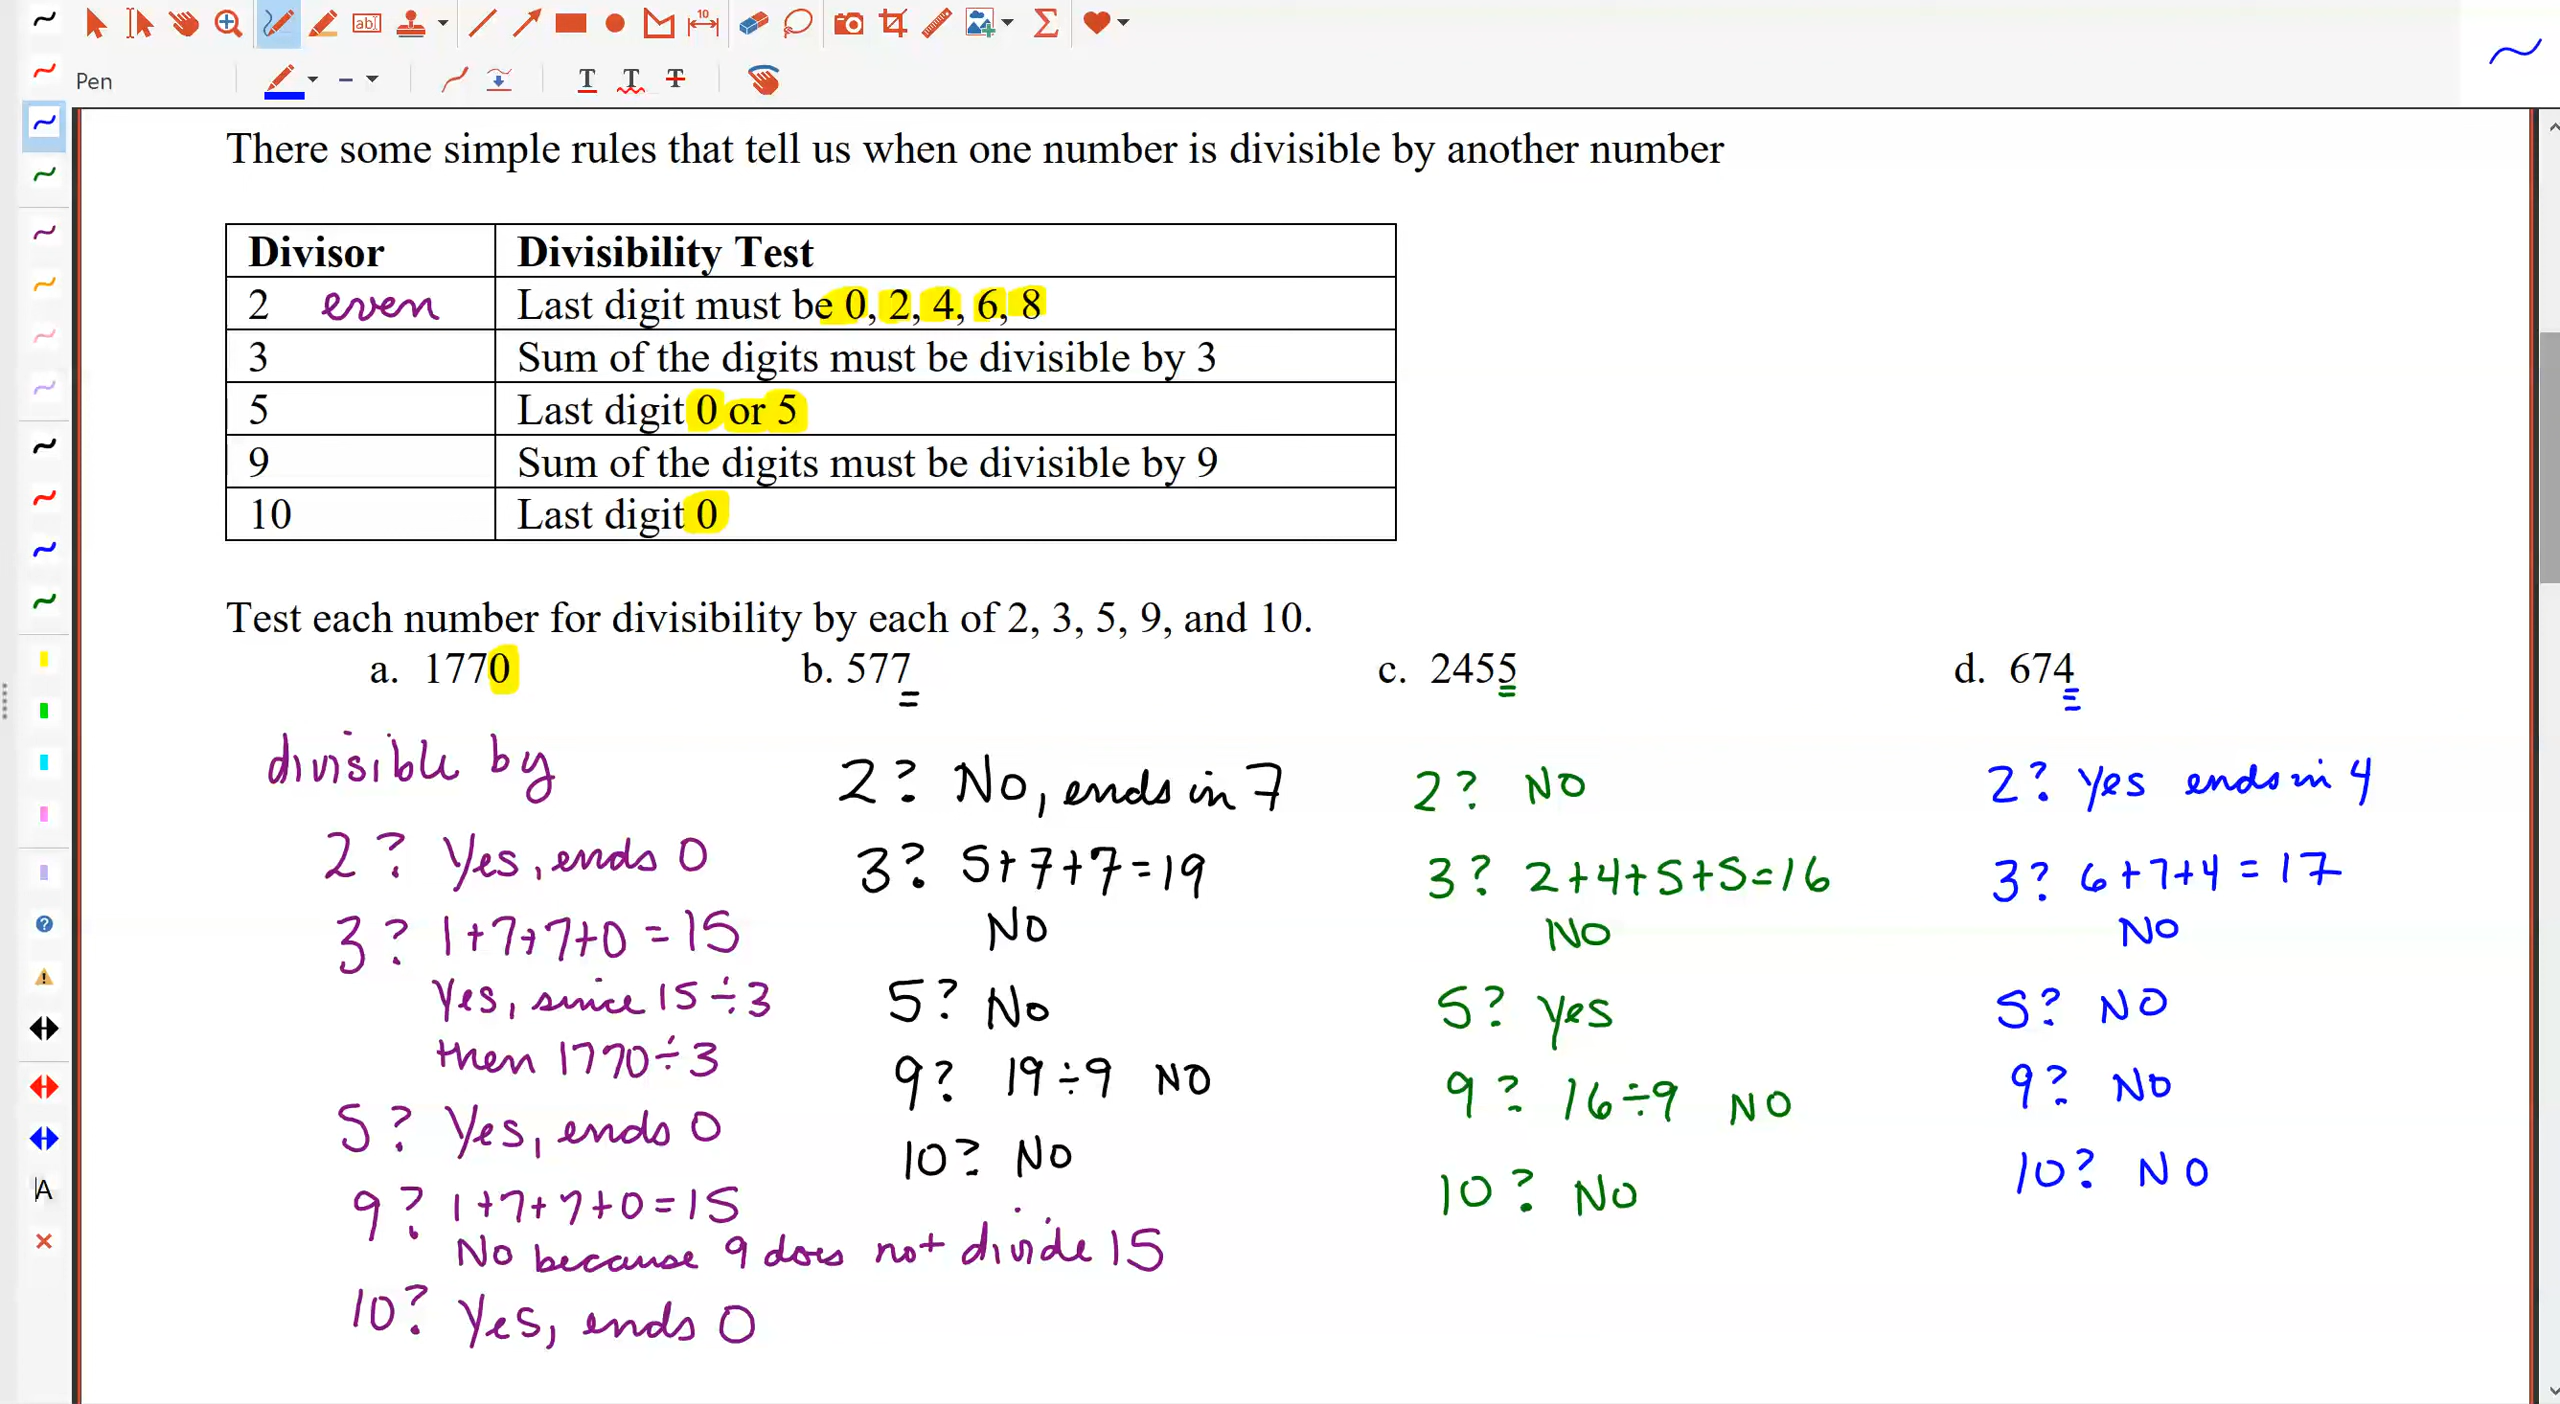 abI
10
Pen
T T T
There some simple rules that tell us when one number is divisible by another number
Divisor Divisibility Test
2 even Last digit must be 0, 2, 4, 6, 8
3 Sum of the digits must be divisible by 3
5 Last digit 0 or 5
9 Sum of the digits must be divisible by 9
10 Last digit 0
Test each number for divisibility by each of 2, 3, 5, 9, and 10.
a. 1770
divisible by
2? Yes, ends 0
3? 1+7+7+0 = 15
Yes, since 15 ÷ 3
then 1770 ÷ 3
5? Yes, ends 0
9? 1+7+7+0 = 15
No because 9 does not divide 15
10? Yes, ends 0
b. 577
2? No, ends in 7
3? 5+7+7 = 19
NO
5? No
9? 19 ÷ 9 NO
10? No
c. 2455
2? NO
3? 2+4+5+5=16
NO
5? Yes
9? 16 ÷ 9 NO
10? No
d. 674
2? Yes ends in 4
3? 6+7+4 = 17
NO
5? NO
9? No
10? NO
A